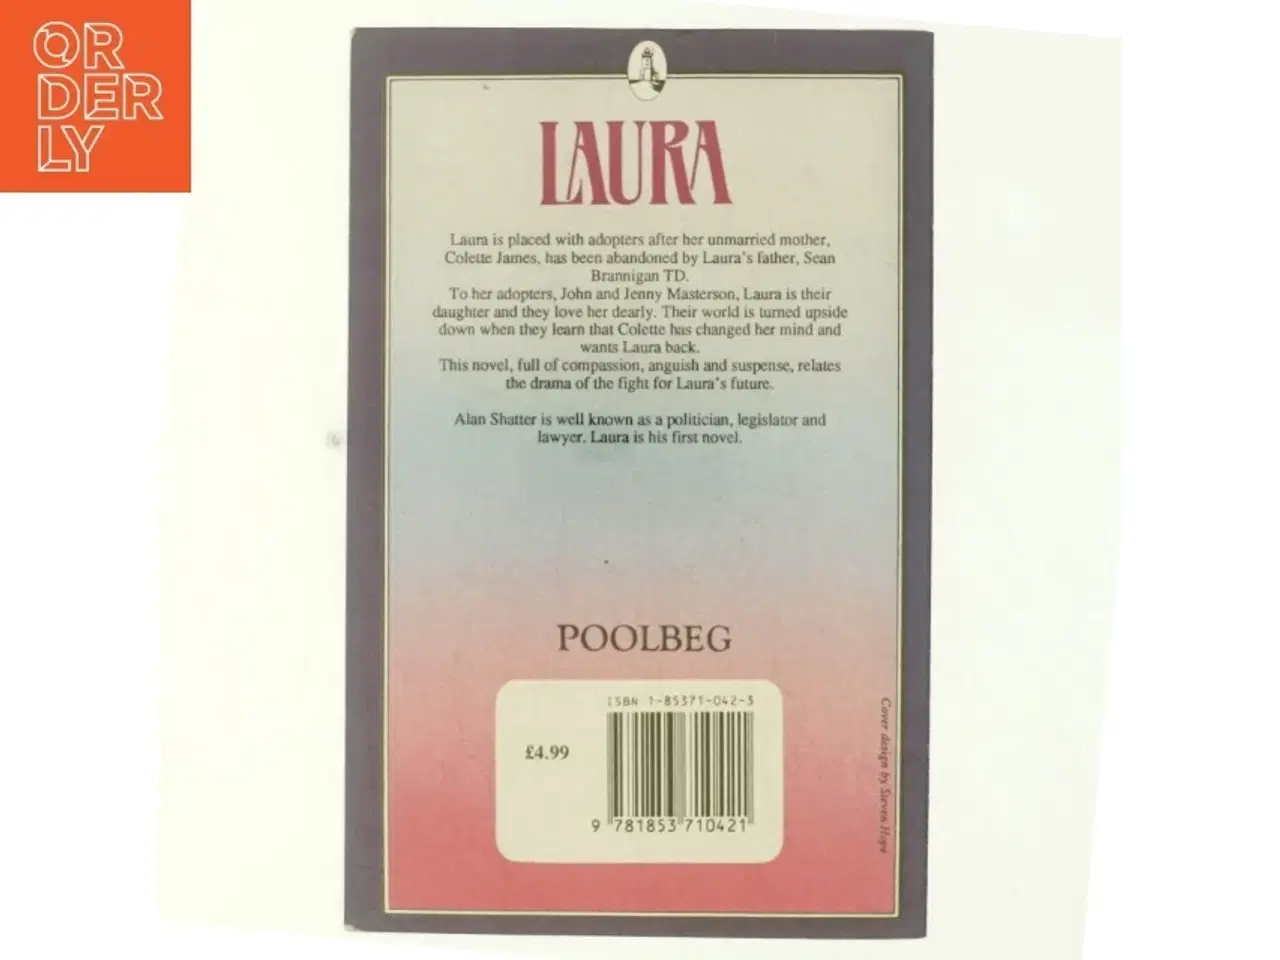 OR
DER
LY
LAURA
Laura is placed with adopters after her unmarried mother,
Colette James, has been abandoned by Laura's father, Sean
Brannigan TD.
To her adopters, John and Jenny Masterson, Laura is their
daughter and they love her dearly. Their world is turned upside
down when they learn that Colette has changed her mind and
wants Laura back.
This novel, full of compassion, anguish and suspense, relates
the drama of the fight for Laura's future.
Alan Shatter is well known as a politician, legislator and
lawyer. Laura is his first novel.
POOLBEG
ISBN 1-85371-042-3
£4.99
9 781853 710421
Cover design by Steven Hope